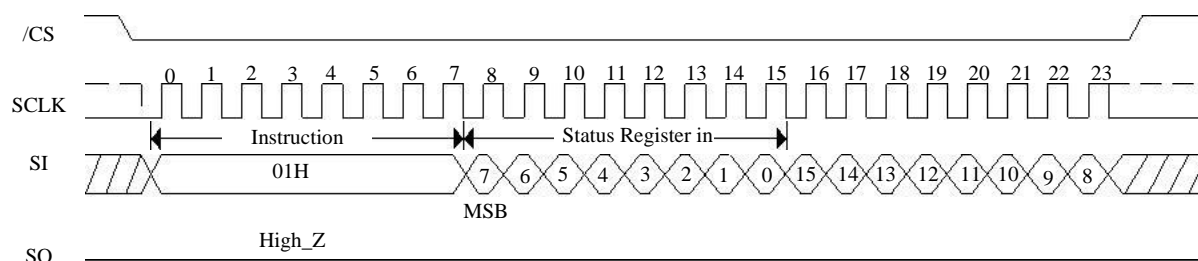 /CS
0 1 2 3 4 5 6 7 8 9 10 11 12 13 14 15 16 17 18 19 20 21 22 23
SCLK
Instruction Status Register in
SI 01H 7 6 5 4 3 2 1 0 15 14 13 12 11 10 9 8
MSB
High_Z
SO